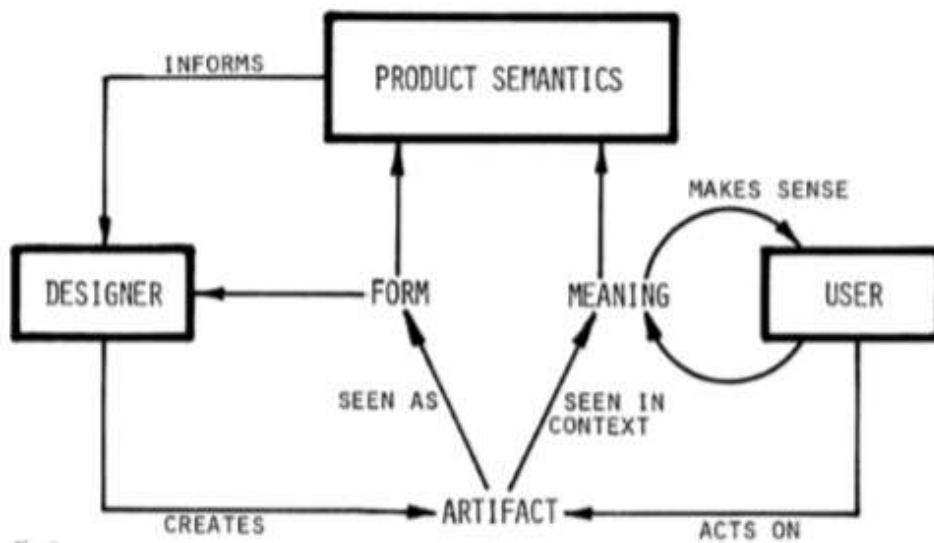 INFORMS
PRODUCT SEMANTICS
MAKES SENSE
DESIGNER
FORM
MEANING
USER
SEEN AS
SEEN IN
CONTEXT
CREATES
ARTIFACT
ACTS ON